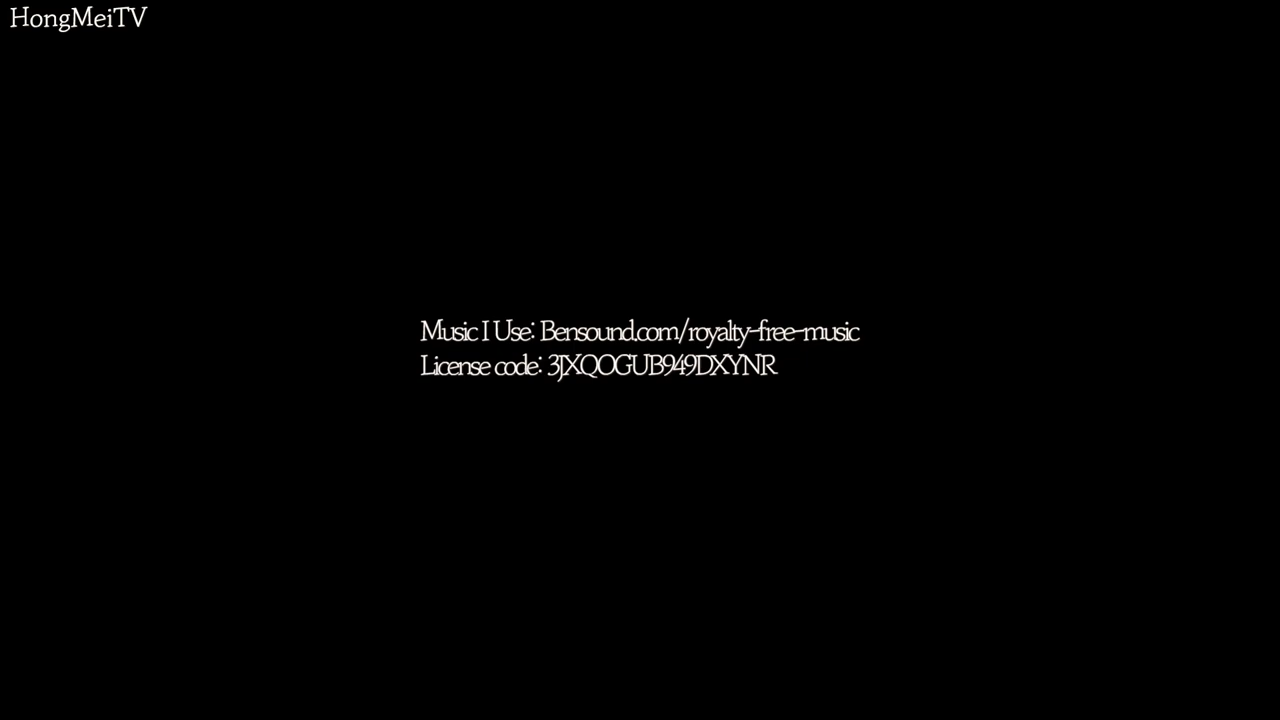 HongMeiTV
Music I Use: Bensound.com/royalty-free-music
License code: 3JXQOGUB949DXYNR